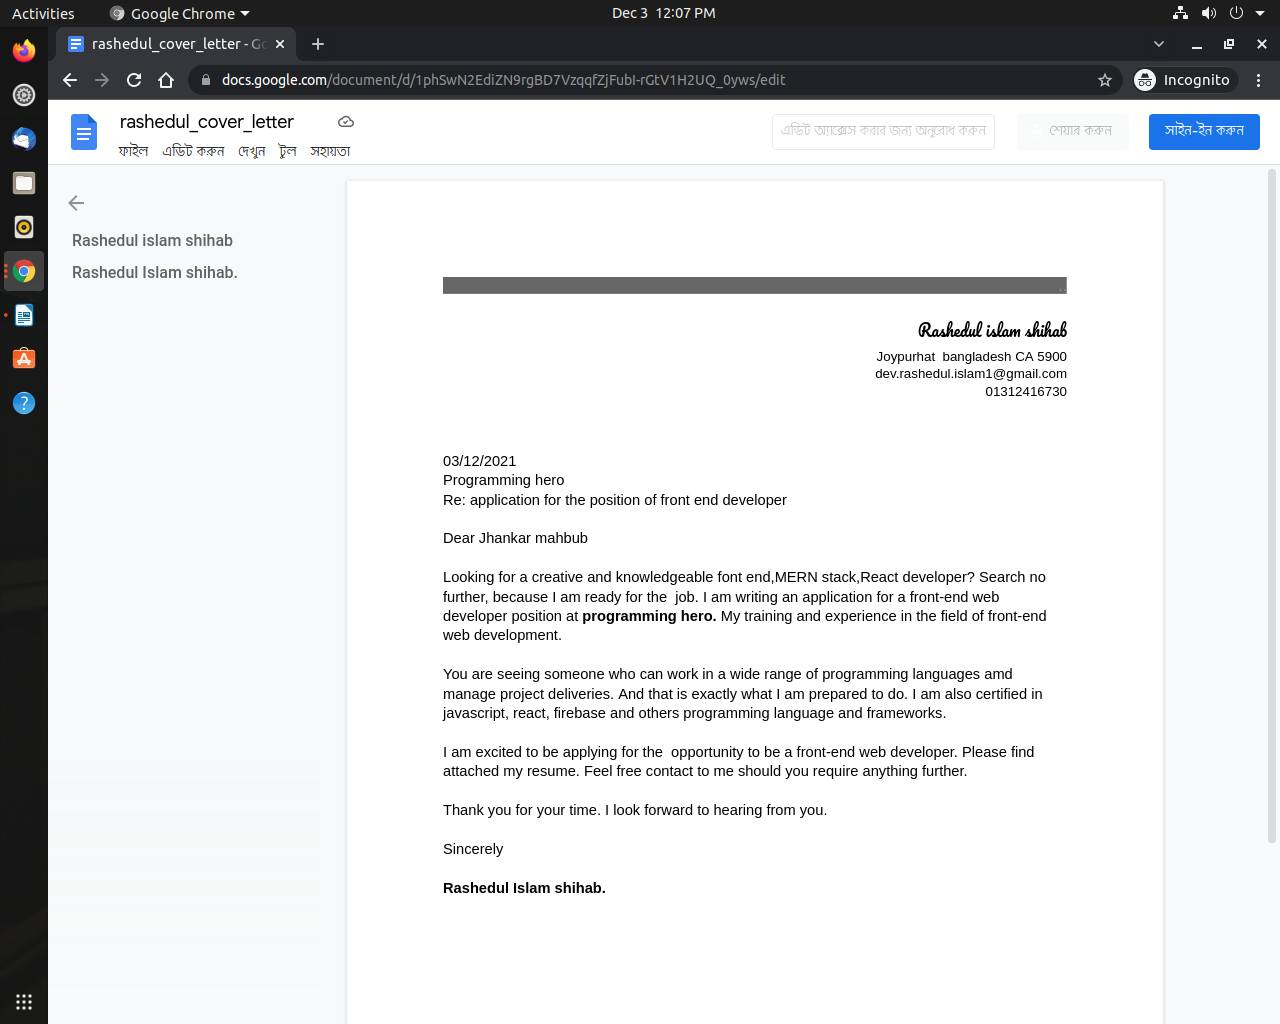 Activities
Google Chrome
Dec 3 12:07 PM
rashedul_cover_letter - Go
docs.google.com/document/d/1phSwN2EdiZN9rgBD7VzqqfZjFubI-rGtV1H2UQ_0yws/edit
Incognito
rashedul_cover_letter
এডিট অ্যাক্সেস করার জন্য অনুরোধ করুন
শেয়ার করুন
সাইন-ইন করুন
ফাইল এডিট করুন দেখুন টুল সহায়তা
Rashedul islam shihab
Rashedul Islam shihab.
Rashedul islam shihab
Joypurhat  bangladesh CA 5900
dev.rashedul.islam1@gmail.com
01312416730
03/12/2021
Programming hero
Re: application for the position of front end developer
Dear Jhankar mahbub
Looking for a creative and knowledgeable font end,MERN stack,React developer? Search no
further, because I am ready for the  job. I am writing an application for a front-end web
developer position at programming hero. My training and experience in the field of front-end
web development.
You are seeing someone who can work in a wide range of programming languages amd
manage project deliveries. And that is exactly what I am prepared to do. I am also certified in
javascript, react, firebase and others programming language and frameworks.
I am excited to be applying for the  opportunity to be a front-end web developer. Please find
attached my resume. Feel free contact to me should you require anything further.
Thank you for your time. I look forward to hearing from you.
Sincerely
Rashedul Islam shihab.